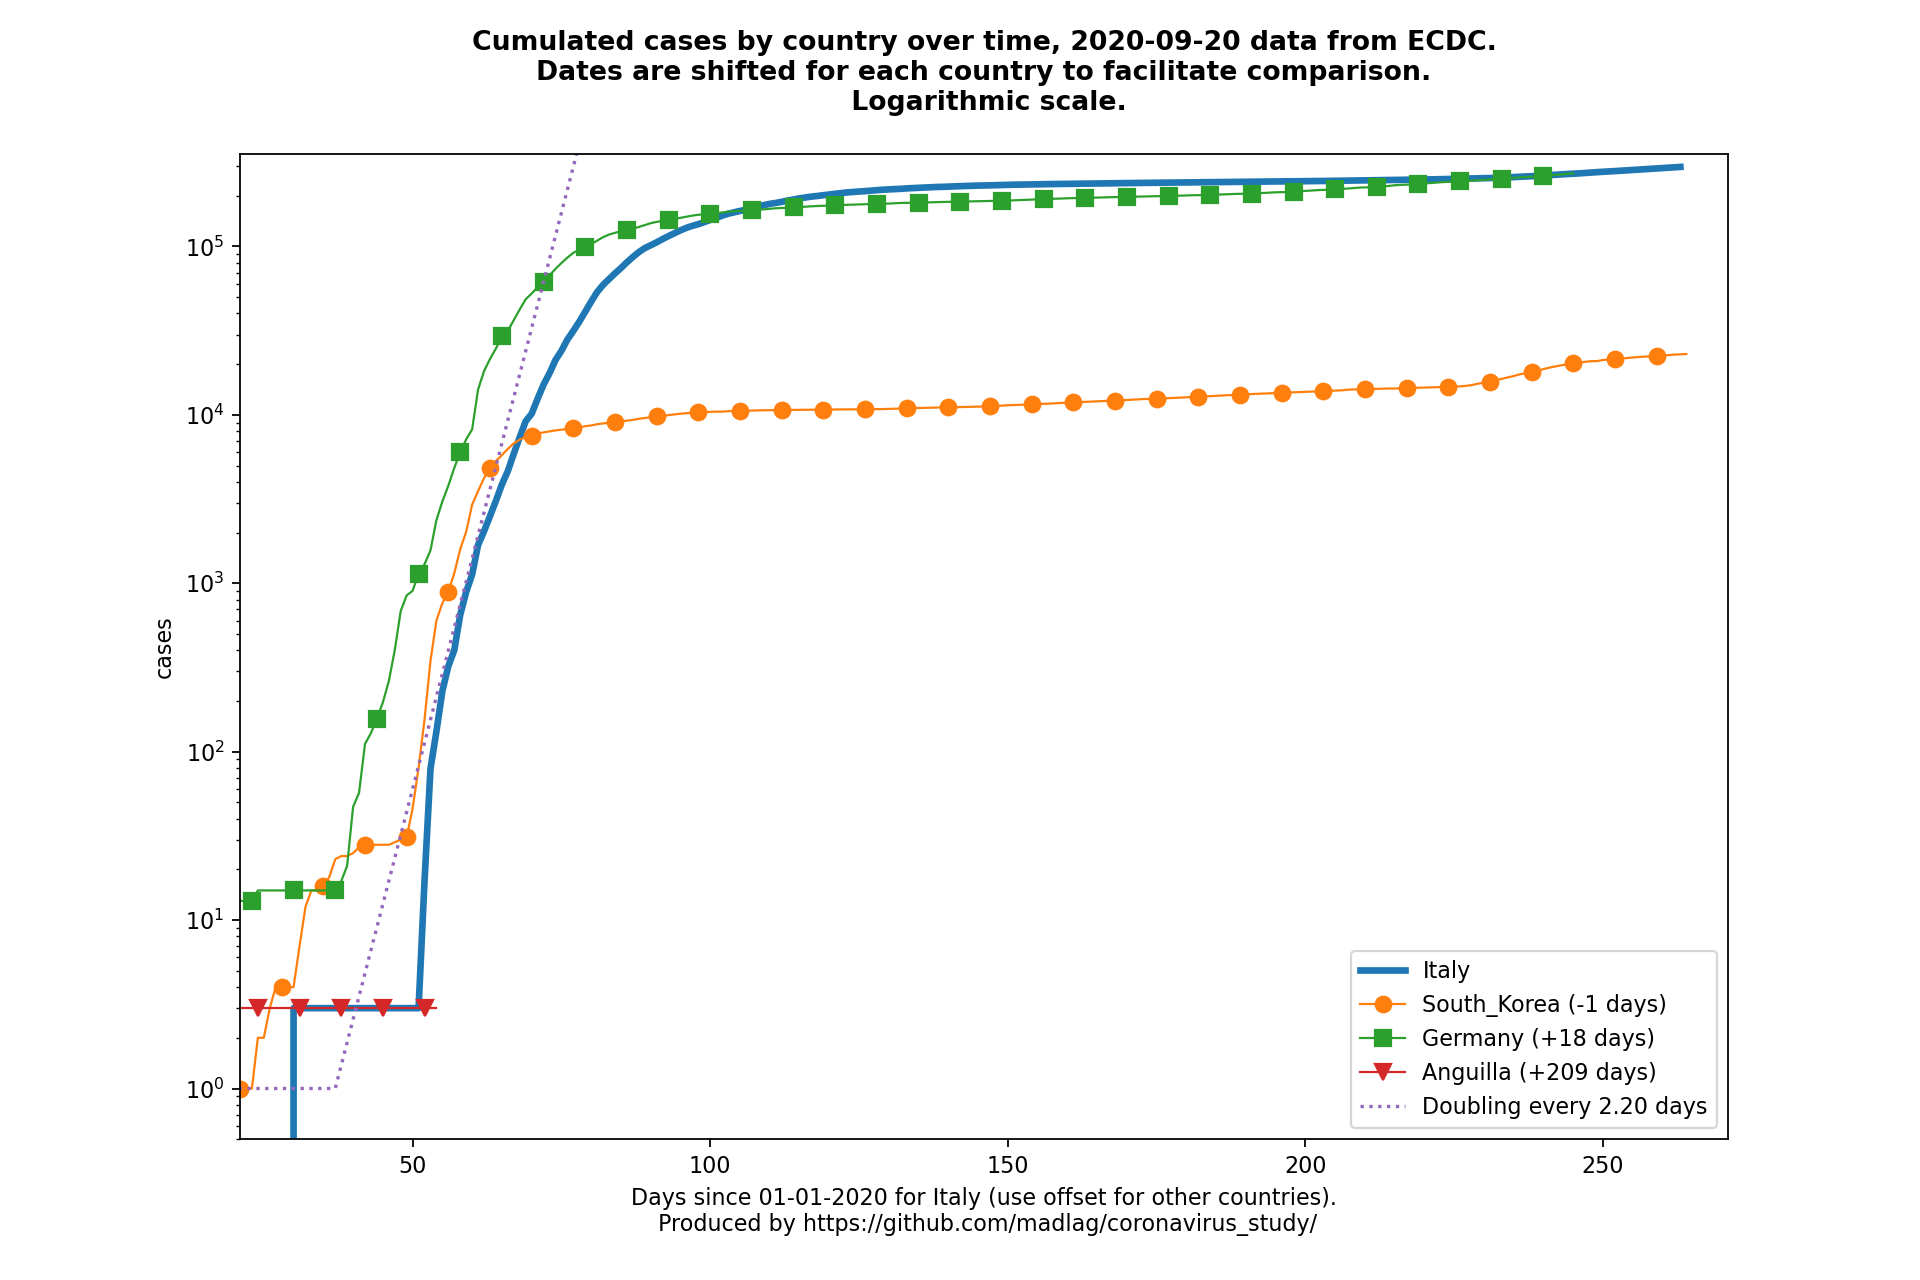 Cumulated cases by country over time, 2020-09-20 data from ECDC.
Dates are shifted for each country to facilitate comparison.
Logarithmic scale.
10^5
10^4
10^3
10^2
10^1
10^0
cases
Italy
South_Korea (-1 days)
Germany (+18 days)
Anguilla (+209 days)
Doubling every 2.20 days
50 100 150 200 250
Days since 01-01-2020 for Italy (use offset for other countries).
Produced by https://github.com/madlag/coronavirus_study/